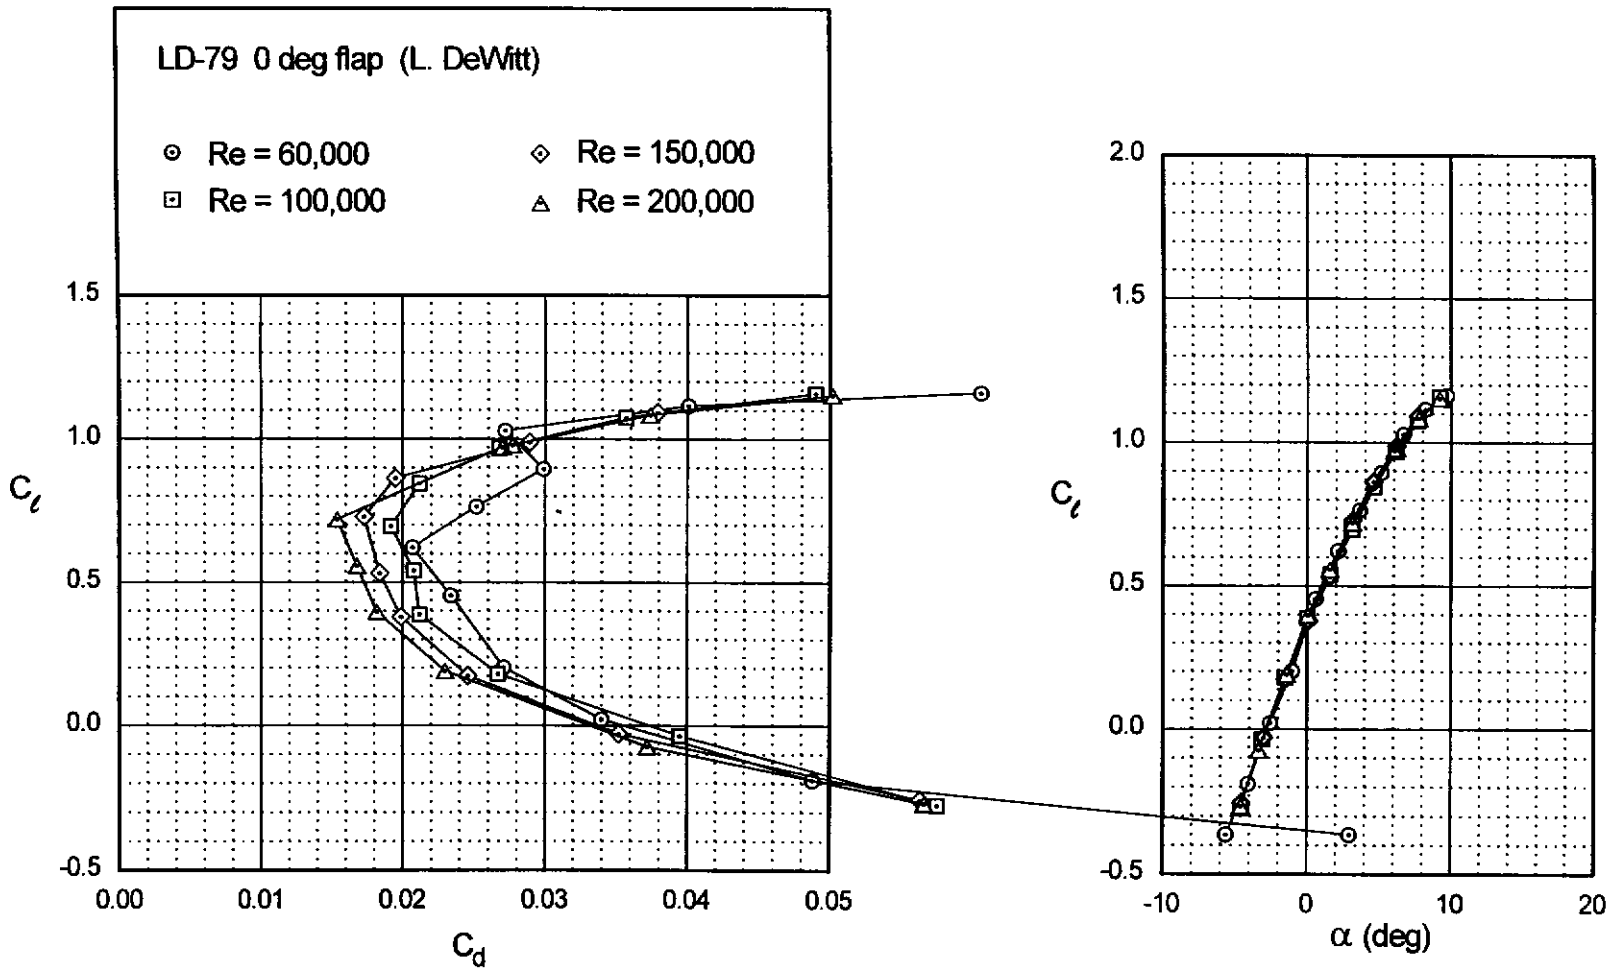 LD-79 0 deg flap (L. DeWitt)
Re = 60,000
Re = 150,000
Re = 100,000
Re = 200,000
1.5
1.0
0.5
0.0
-0.5
Cℓ
0.00 0.01 0.02 0.03 0.04 0.05
Cd
2.0
1.5
1.0
0.5
0.0
-0.5
Cℓ
-10 0 10 20
α (deg)